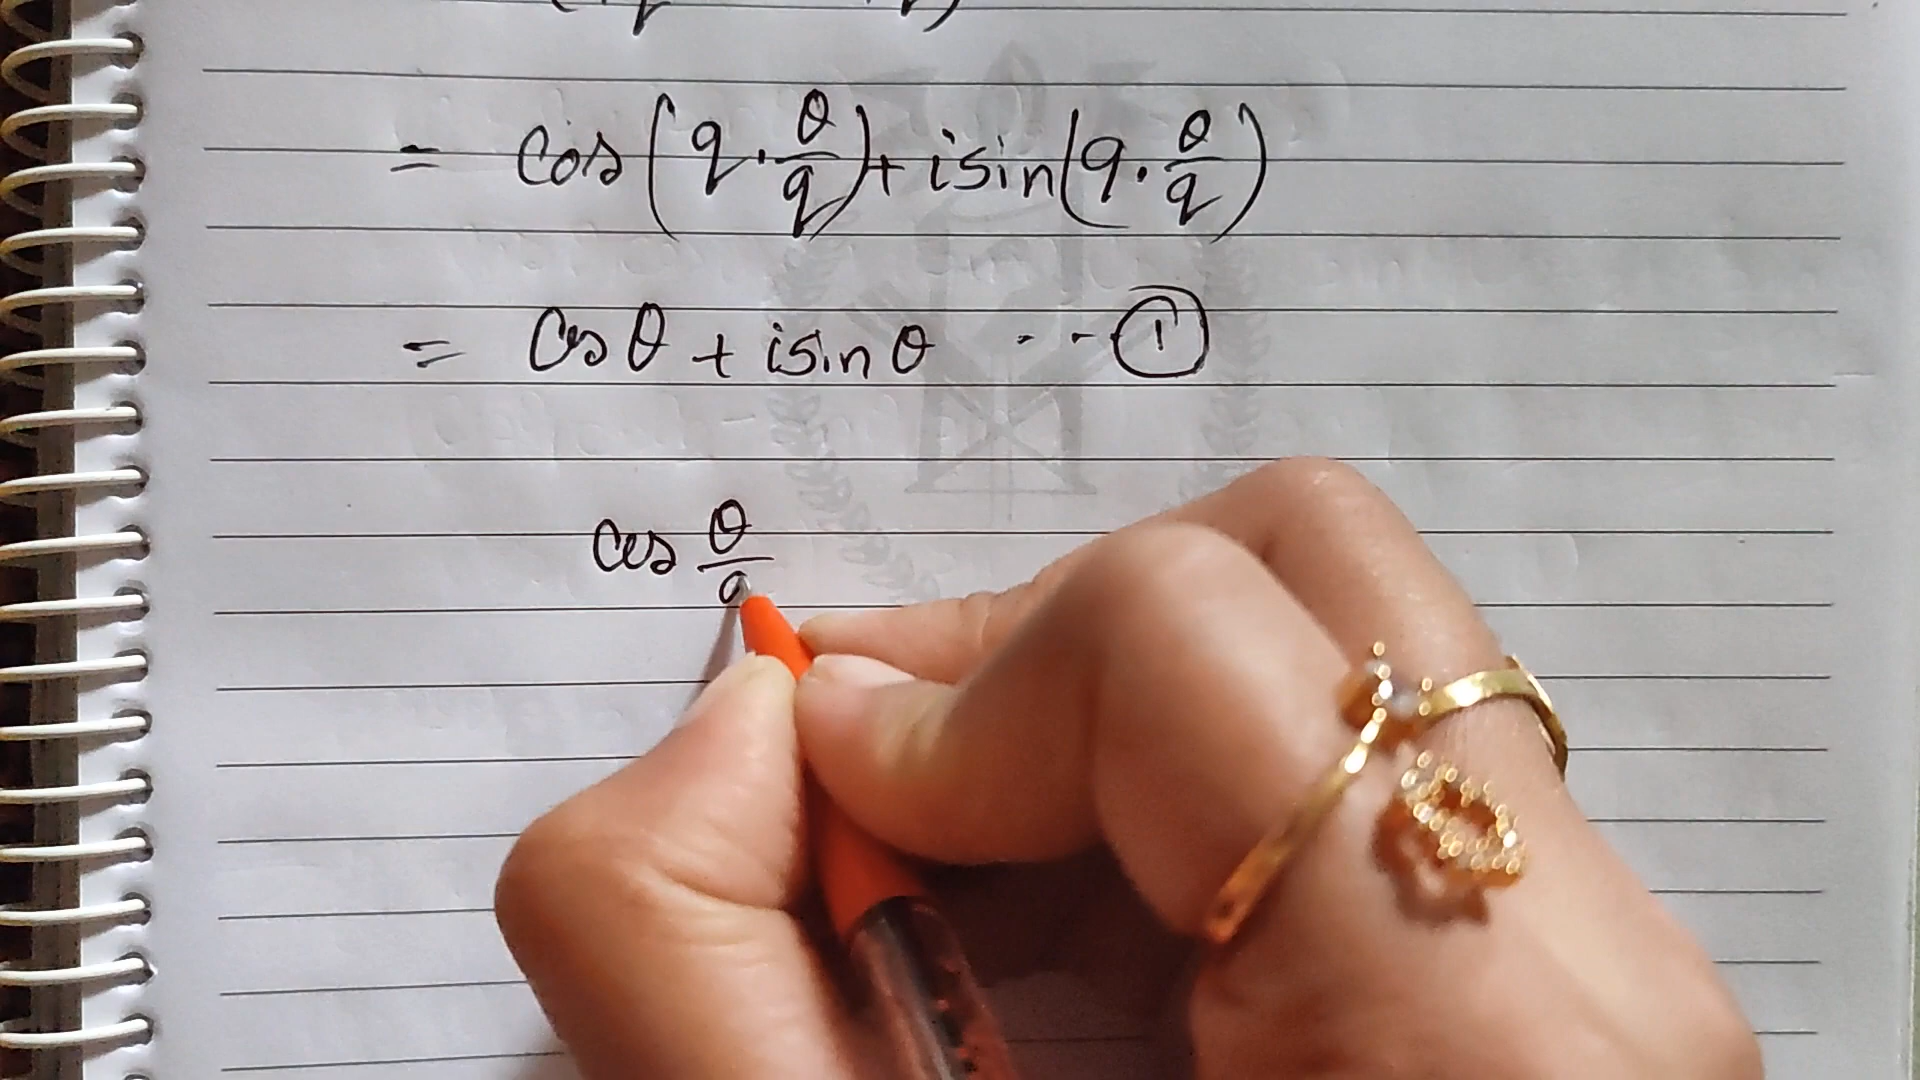 = cos(q·θ/q) + isin(q·θ/q)
= cosθ + isinθ ---①
cos θ/q